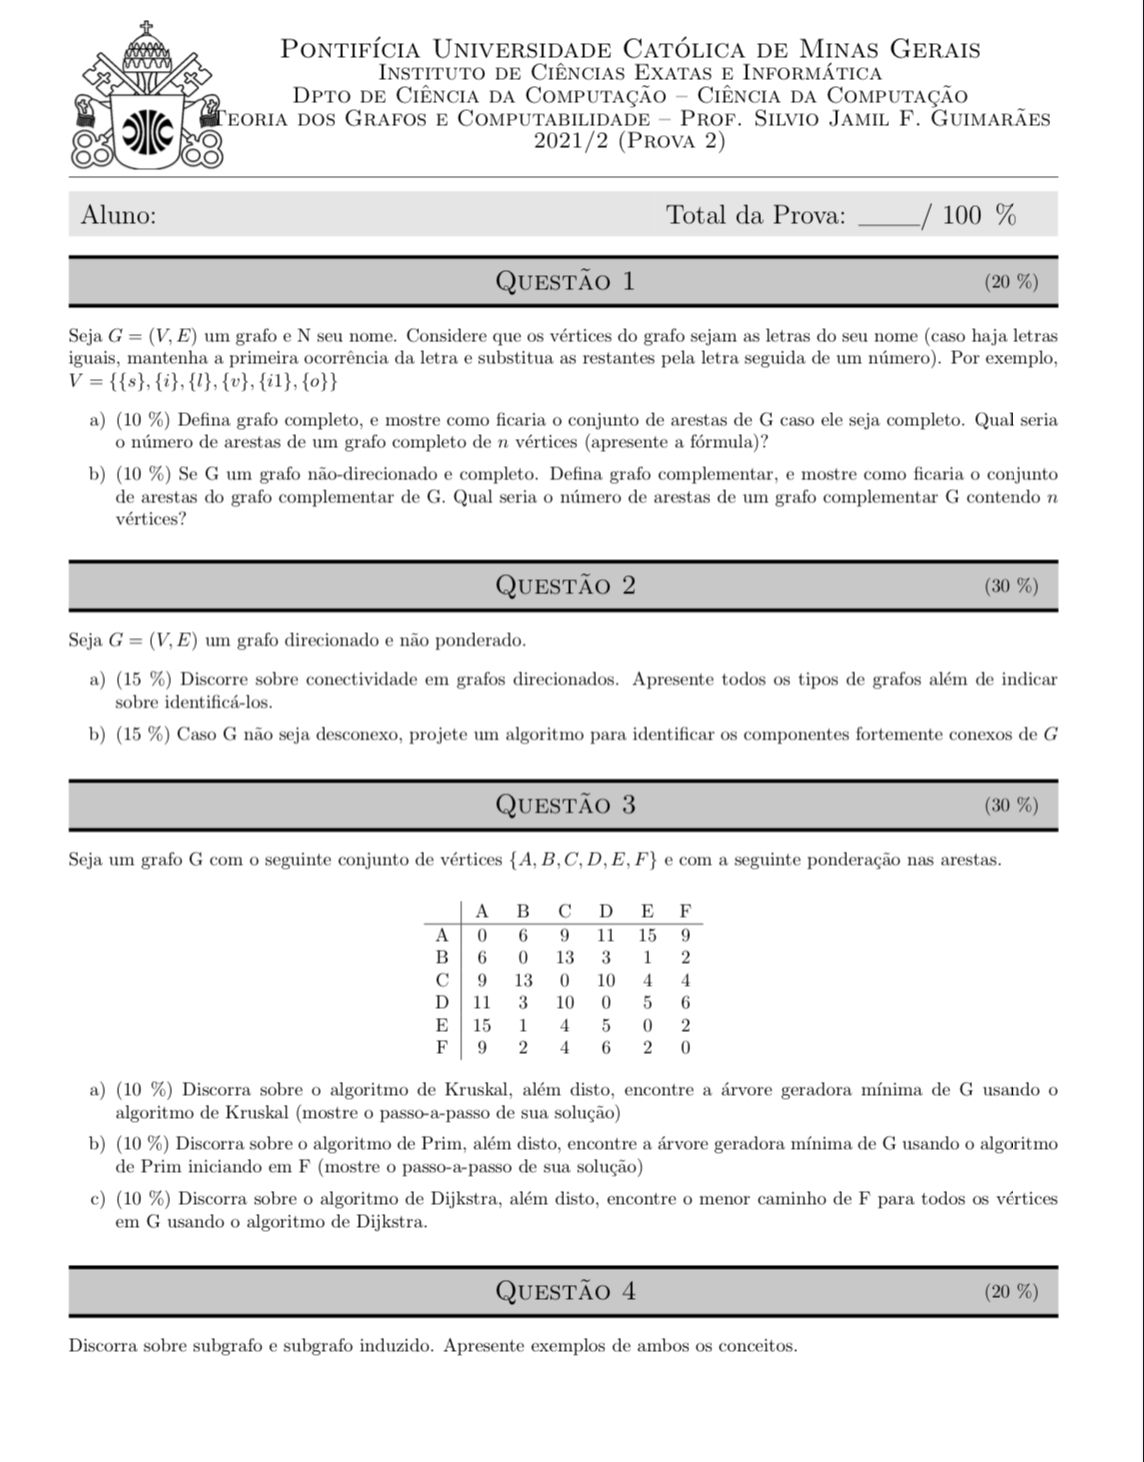 Pontifícia Universidade Católica de Minas Gerais
Instituto de Ciências Exatas e Informática
Dpto de Ciência da Computação – Ciência da Computação
Teoria dos Grafos e Computabilidade – Prof. Silvio Jamil F. Guimarães
2021/2 (Prova 2)
Aluno: Total da Prova: _____/ 100 %
Questão 1 (20 %)
Seja G = (V, E) um grafo e N seu nome. Considere que os vértices do grafo sejam as letras do seu nome (caso haja letras
iguais, mantenha a primeira ocorrência da letra e substitua as restantes pela letra seguida de um número). Por exemplo,
V = {{s}, {i}, {l}, {v}, {i1}, {o}}
a) (10 %) Defina grafo completo, e mostre como ficaria o conjunto de arestas de G caso ele seja completo. Qual seria
o número de arestas de um grafo completo de n vértices (apresente a fórmula)?
b) (10 %) Se G um grafo não-direcionado e completo. Defina grafo complementar, e mostre como ficaria o conjunto
de arestas do grafo complementar de G. Qual seria o número de arestas de um grafo complementar G contendo n
vértices?
Questão 2 (30 %)
Seja G = (V, E) um grafo direcionado e não ponderado.
a) (15 %) Discorre sobre conectividade em grafos direcionados. Apresente todos os tipos de grafos além de indicar
sobre identificá-los.
b) (15 %) Caso G não seja desconexo, projete um algoritmo para identificar os componentes fortemente conexos de G
Questão 3 (30 %)
Seja um grafo G com o seguinte conjunto de vértices {A, B, C, D, E, F} e com a seguinte ponderação nas arestas.
A B C D E F
A 0 6 9 11 15 9
B 6 0 13 3 1 2
C 9 13 0 10 4 4
D 11 3 10 0 5 6
E 15 1 4 5 0 2
F 9 2 4 6 2 0
a) (10 %) Discorra sobre o algoritmo de Kruskal, além disto, encontre a árvore geradora mínima de G usando o
algoritmo de Kruskal (mostre o passo-a-passo de sua solução)
b) (10 %) Discorra sobre o algoritmo de Prim, além disto, encontre a árvore geradora mínima de G usando o algoritmo
de Prim iniciando em F (mostre o passo-a-passo de sua solução)
c) (10 %) Discorra sobre o algoritmo de Dijkstra, além disto, encontre o menor caminho de F para todos os vértices
em G usando o algoritmo de Dijkstra.
Questão 4 (20 %)
Discorra sobre subgrafo e subgrafo induzido. Apresente exemplos de ambos os conceitos.